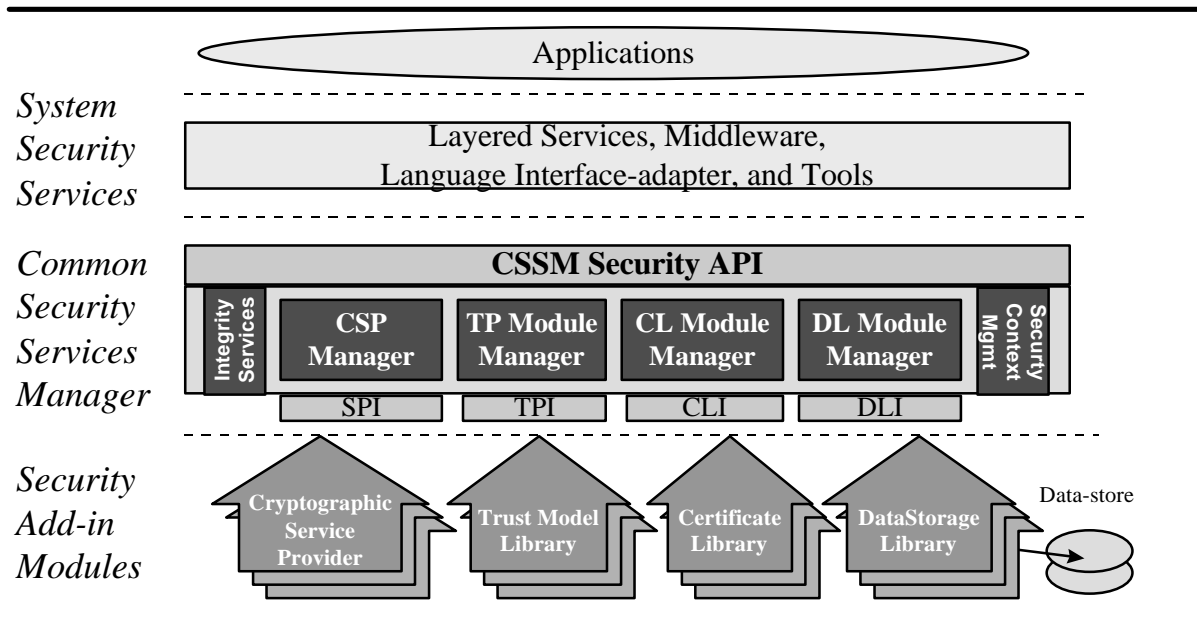 Applications
System
Security
Services
Layered Services, Middleware,
Language Interface-adapter, and Tools
Common
Security
Services
Manager
CSSM Security API
Integrity
Services
CSP
Manager
TP Module
Manager
CL Module
Manager
DL Module
Manager
Securty
Context
Mgmt
SPI
TPI
CLI
DLI
Security
Add-in
Modules
Cryptographic
Service
Provider
Trust Model
Library
Certificate
Library
DataStorage
Library
Data-store